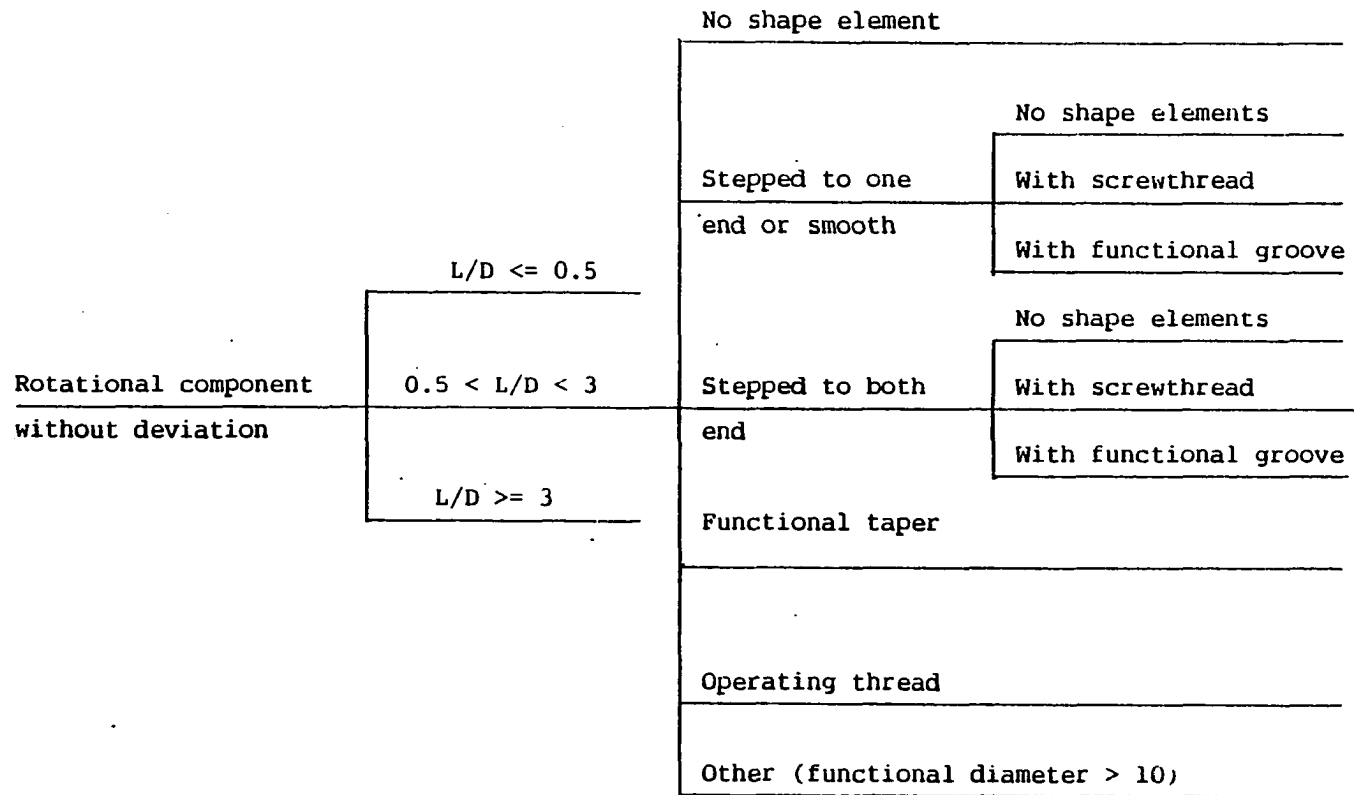 No shape element
No shape elements
Stepped to one
With screwthread
end or smooth
With functional groove
L/D <= 0.5
No shape elements
Rotational component
0.5 < L/D < 3
Stepped to both
With screwthread
without deviation
end
With functional groove
L/D >= 3
Functional taper
Operating thread
Other (functional diameter > 10)